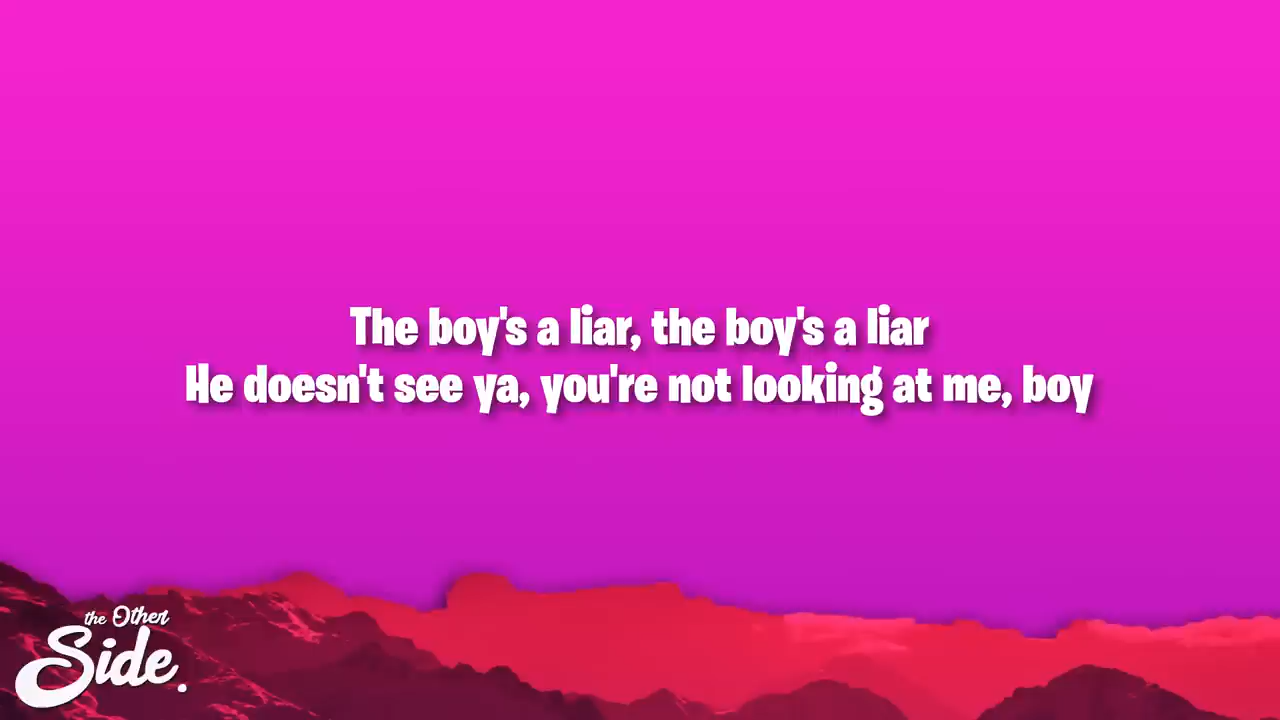 The boy's a liar, the boy's a liar
He doesn't see ya, you're not looking at me, boy
the Other
Side.